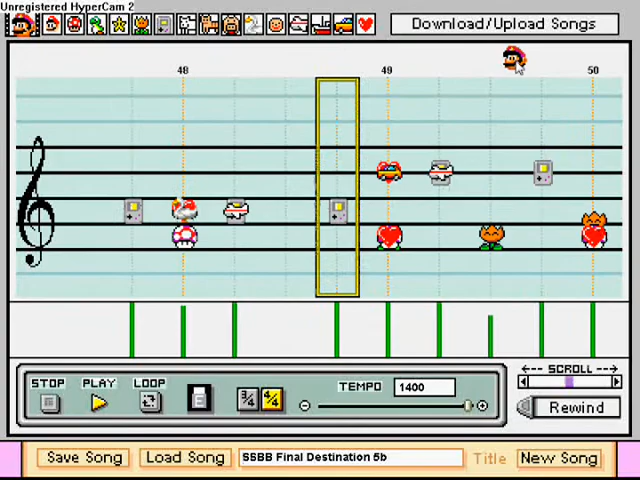 Unregistered HyperCam 2
Download/Upload Songs
48 49 50
<--- SCROLL --->
STOP PLAY LOOP
3/4 4/4
TEMPO 1400
Rewind
Save Song Load Song SSBB Final Destination 5b Title New Song